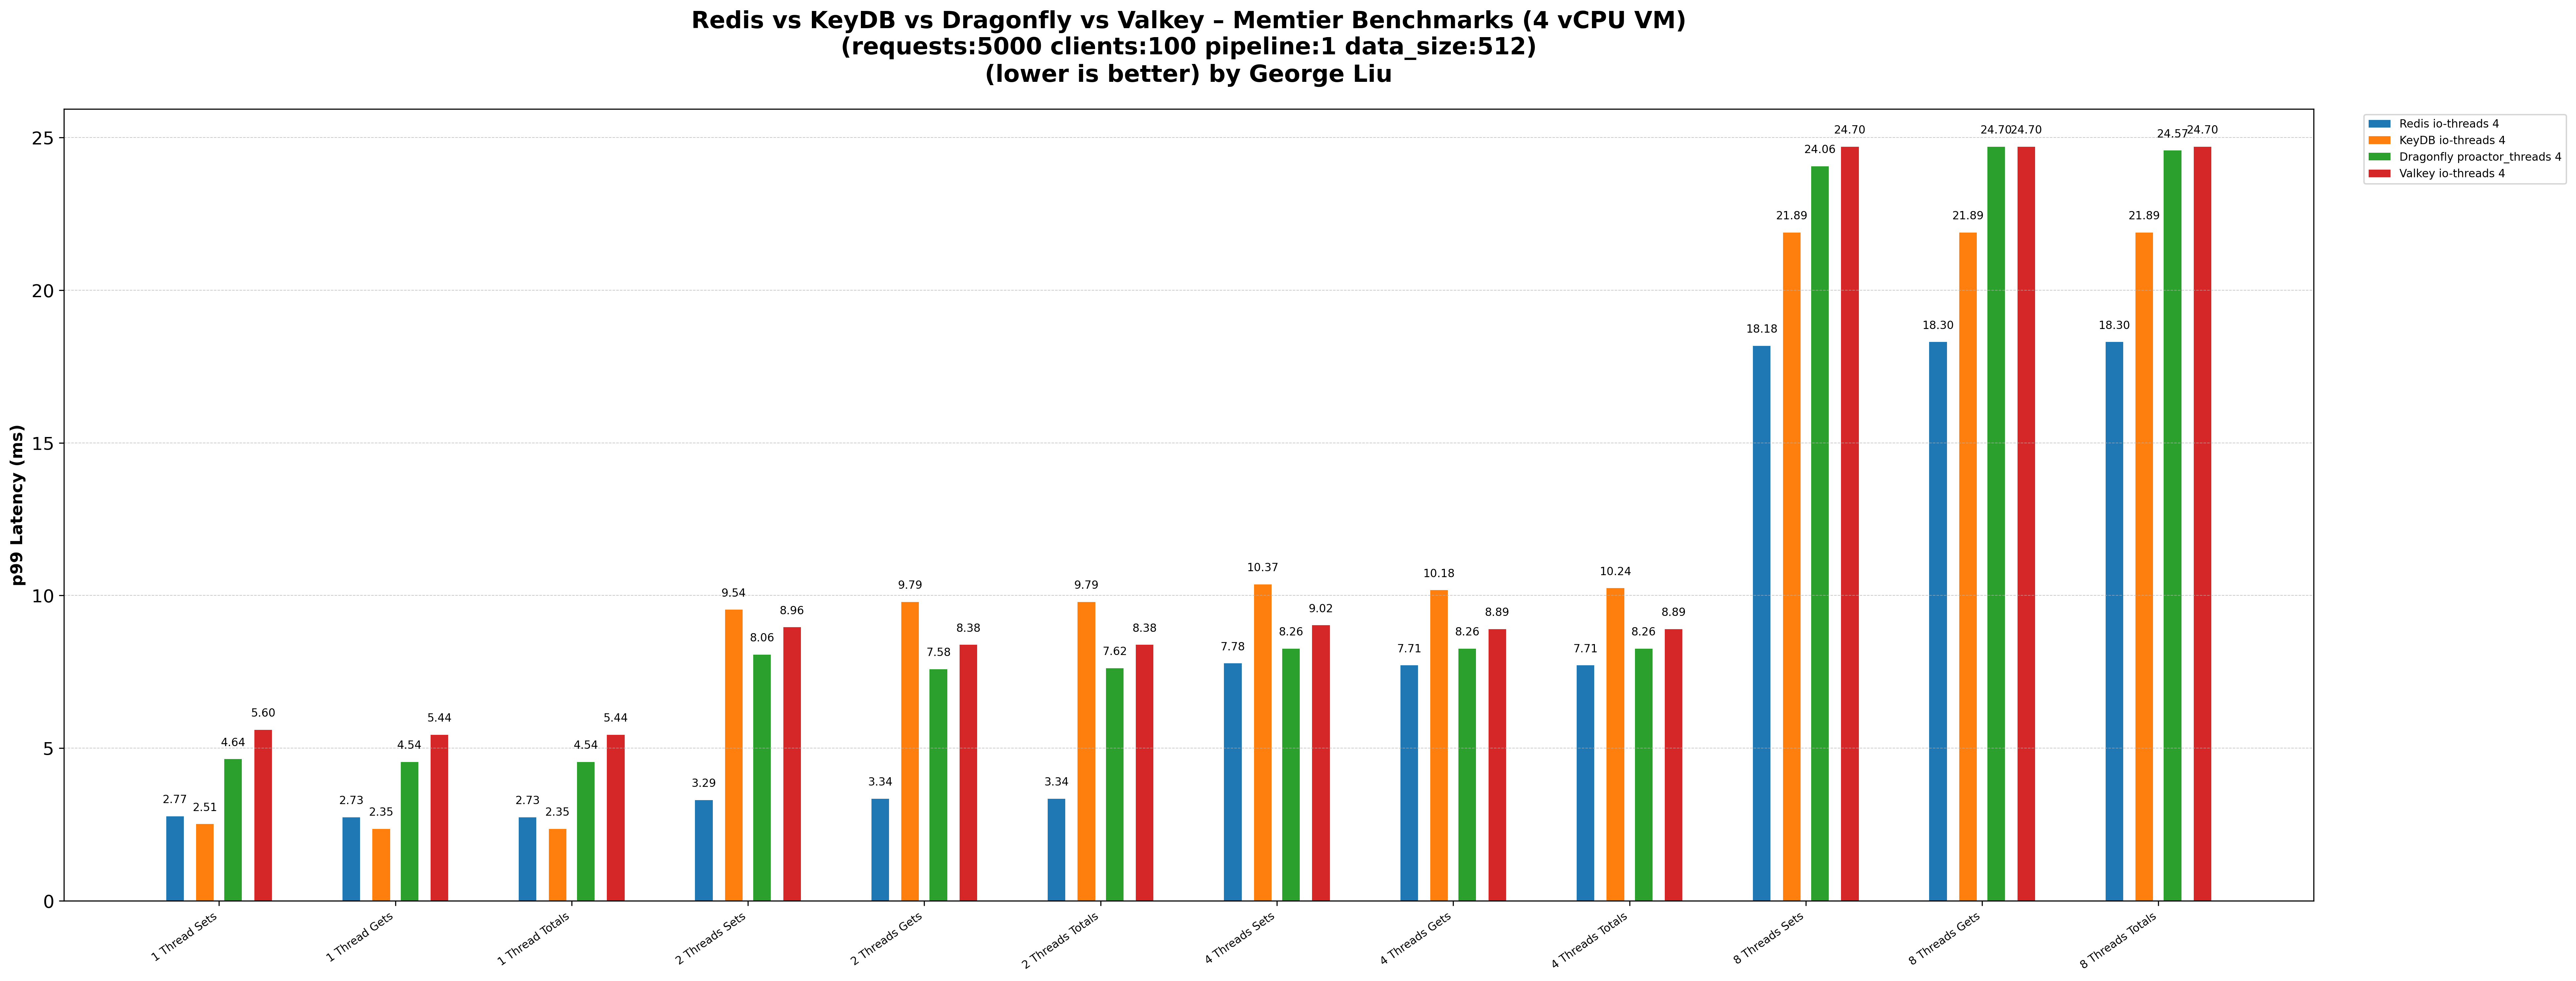 Redis vs KeyDB vs Dragonfly vs Valkey – Memtier Benchmarks (4 vCPU VM)
(requests:5000 clients:100 pipeline:1 data_size:512)
(lower is better) by George Liu
p99 Latency (ms)
25
20
15
10
5
0
2.77 2.51 4.64 5.60
2.73 2.35 4.54 5.44
2.73 2.35 4.54 5.44
3.29 9.54 8.06 8.96
3.34 9.79 7.58 8.38
3.34 9.79 7.62 8.38
7.78 10.37 8.26 9.02
7.71 10.18 8.26 8.89
7.71 10.24 8.26 8.89
18.18 21.89 24.06 24.70
18.30 21.89 24.70 24.70
18.30 21.89 24.57 24.70
1 Thread Sets
1 Thread Gets
1 Thread Totals
2 Threads Sets
2 Threads Gets
2 Threads Totals
4 Threads Sets
4 Threads Gets
4 Threads Totals
8 Threads Sets
8 Threads Gets
8 Threads Totals
Redis io-threads 4
KeyDB io-threads 4
Dragonfly proactor_threads 4
Valkey io-threads 4